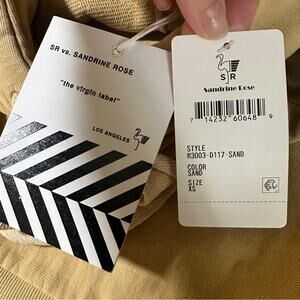 SR vs. SANDRINE ROSE
"the virgin label"
LOS ANGELES
S R
Sandrine Rose
7 14232 60648 9
STYLE
R3003-D117-SAND
COLOR
SAND
SIZE
XS